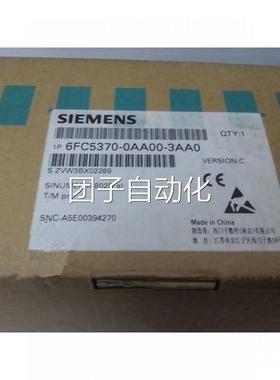 SIEMENS
QTY:1
1P 6FC5370-0AA00-3AA0
S ZVW3BX02289
VERSION:C
SINUM
T/M
团子自动化
SNC-A5E00394270
Made in China